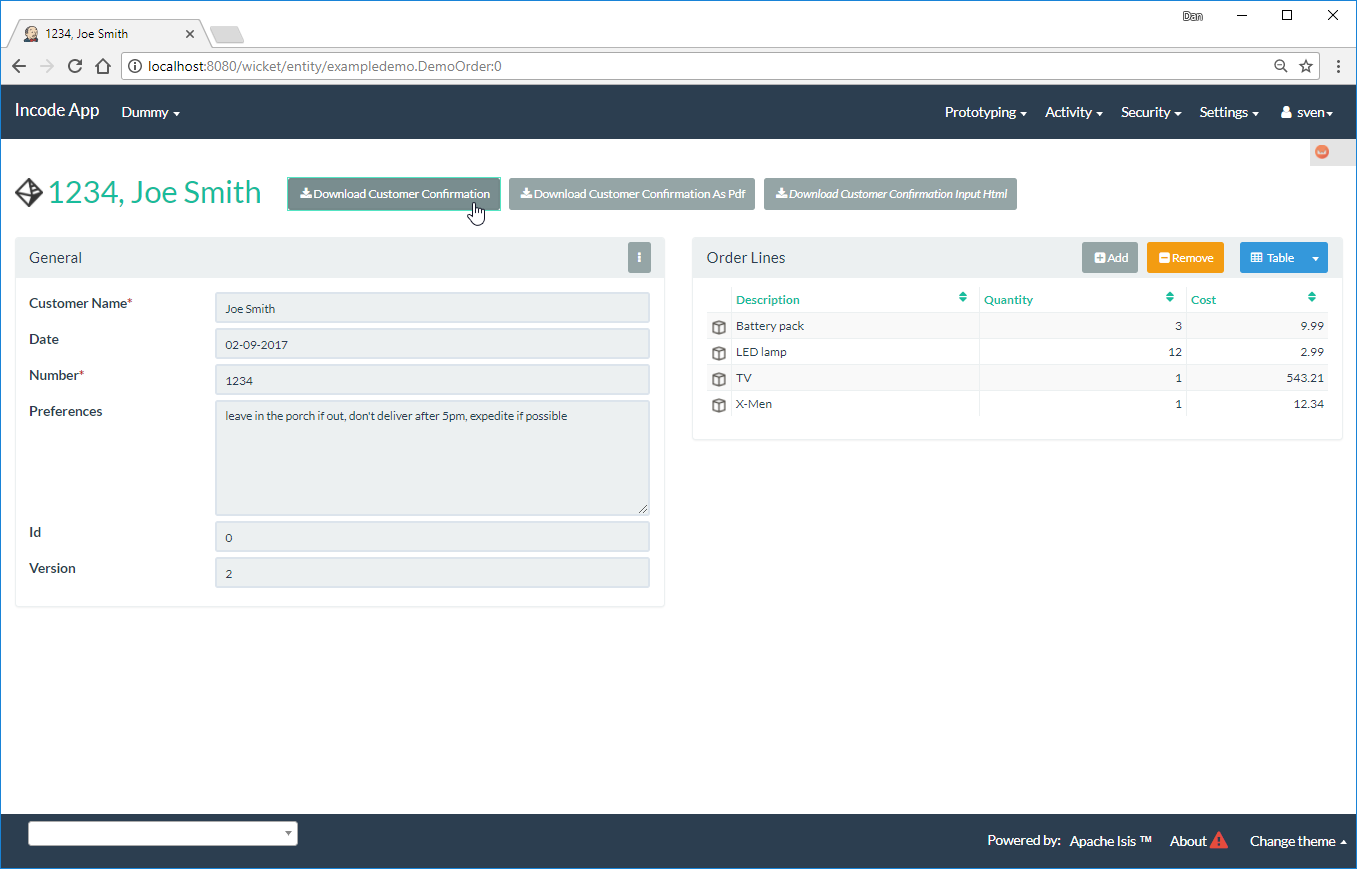 1234, Joe Smith
Dan
localhost:8080/wicket/entity/exampledemo.DemoOrder:0
Incode App Dummy Prototyping Activity Security Settings sven
1234, Joe Smith Download Customer Confirmation Download Customer Confirmation As Pdf Download Customer Confirmation Input Html
General
Customer Name* Joe Smith
Date 02-09-2017
Number* 1234
Preferences leave in the porch if out, don't deliver after 5pm, expedite if possible
Id 0
Version 2
Order Lines Add Remove Table
Description Quantity Cost
Battery pack 3 9.99
LED lamp 12 2.99
TV 1 543.21
X-Men 1 12.34
Powered by: Apache Isis ™ About Change theme